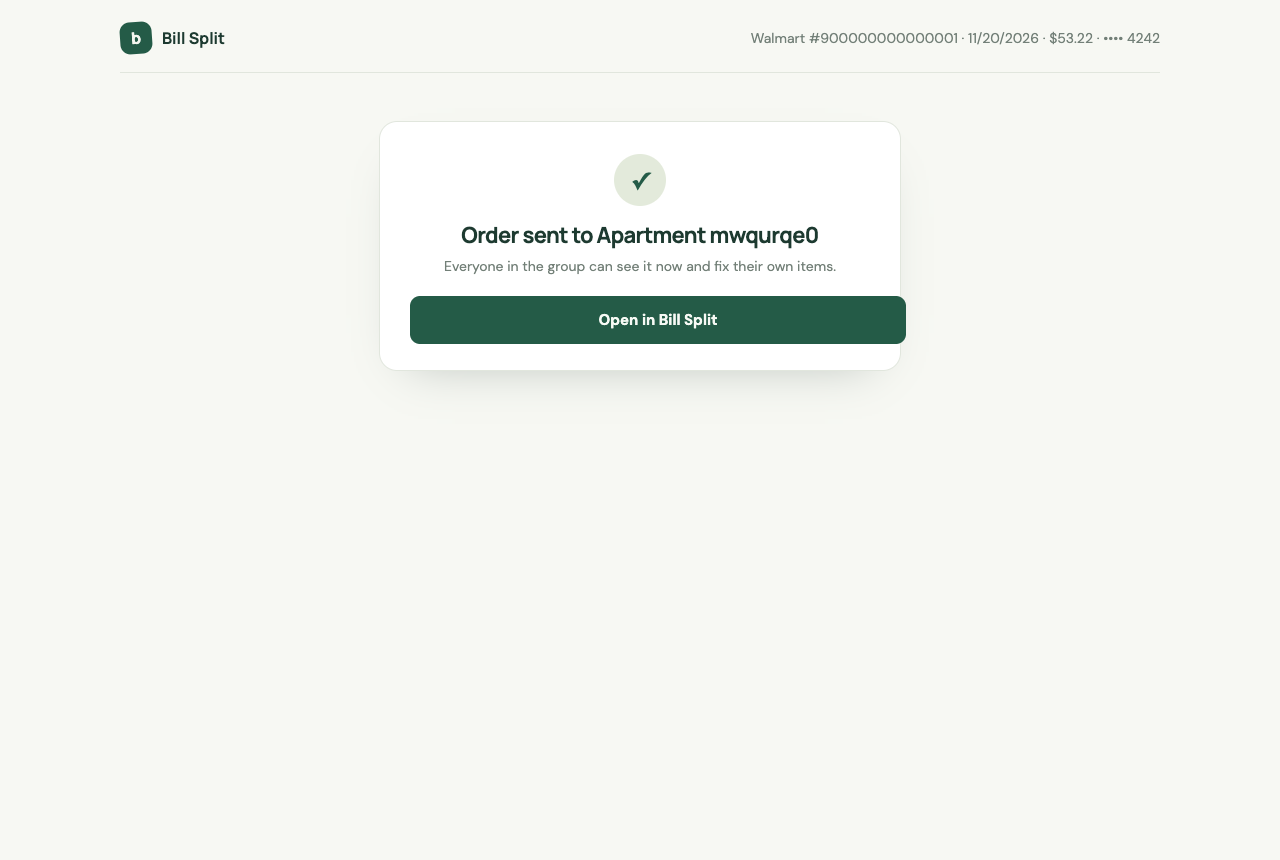 b
Bill Split
Walmart #900000000000001 · 11/20/2026 · $53.22 · •••• 4242
✓
Order sent to Apartment mwqurqe0
Everyone in the group can see it now and fix their own items.
Open in Bill Split